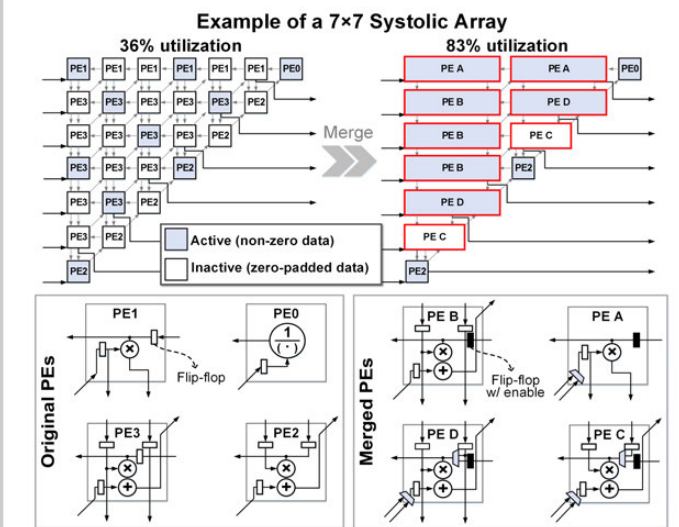 Example of a 7×7 Systolic Array
36% utilization 83% utilization
PE1 PE1 PE1 PE1 PE1 PE1 PE0 PE A PE A PE0
PE3 PE3 PE3 PE3 PE3 PE2 PE B PE D
PE3 PE3 PE3 PE3 PE2 Merge PE B PE C
PE3 PE3 PE3 PE2 PE B PE2
PE3 PE3 PE2 PE D
PE3 PE2 Active (non-zero data) PE C
PE2 Inactive (zero-padded data) PE2
Original PEs
PE1 PE0
1
(·)
×
Flip-flop
PE3 PE2
×
+
×
+
Merged PEs
PE B PE A
×
+
×
Flip-flop
w/ enable
PE D PE C
×
+
×
+